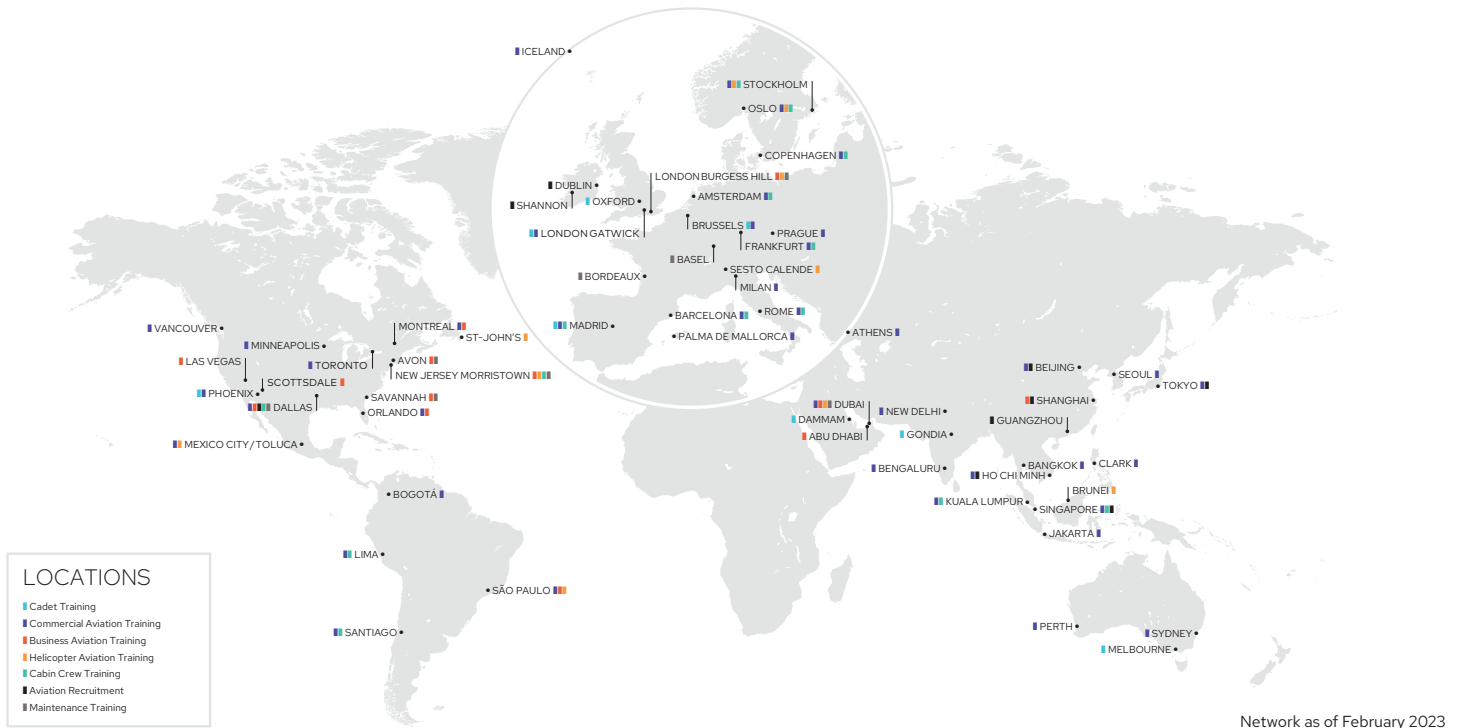 ICELAND
STOCKHOLM
OSLO
COPENHAGEN
LONDON BURGESS HILL
DUBLIN
AMSTERDAM
OXFORD
SHANNON
BRUSSELS
LONDON GATWICK
PRAGUE
FRANKFURT
BASEL
SESTO CALENDE
BORDEAUX
MILAN
BARCELONA
ROME
MADRID
PALMA DE MALLORCA
ATHENS
VANCOUVER
MONTREAL
ST-JOHN'S
MINNEAPOLIS
LAS VEGAS
TORONTO
AVON
NEW JERSEY MORRISTOWN
SCOTTSDALE
PHOENIX
SAVANNAH
DALLAS
ORLANDO
MEXICO CITY / TOLUCA
BOGOTÁ
LIMA
SÃO PAULO
SANTIAGO
BEIJING
SEOUL
TOKYO
SHANGHAI
DUBAI
NEW DELHI
DAMMAM
GUANGZHOU
ABU DHABI
GONDIA
BENGALURU
BANGKOK
CLARK
HO CHI MINH
BRUNEI
KUALA LUMPUR
SINGAPORE
JAKARTA
PERTH
SYDNEY
MELBOURNE
LOCATIONS
Cadet Training
Commercial Aviation Training
Business Aviation Training
Helicopter Aviation Training
Cabin Crew Training
Aviation Recruitment
Maintenance Training
Network as of February 2023